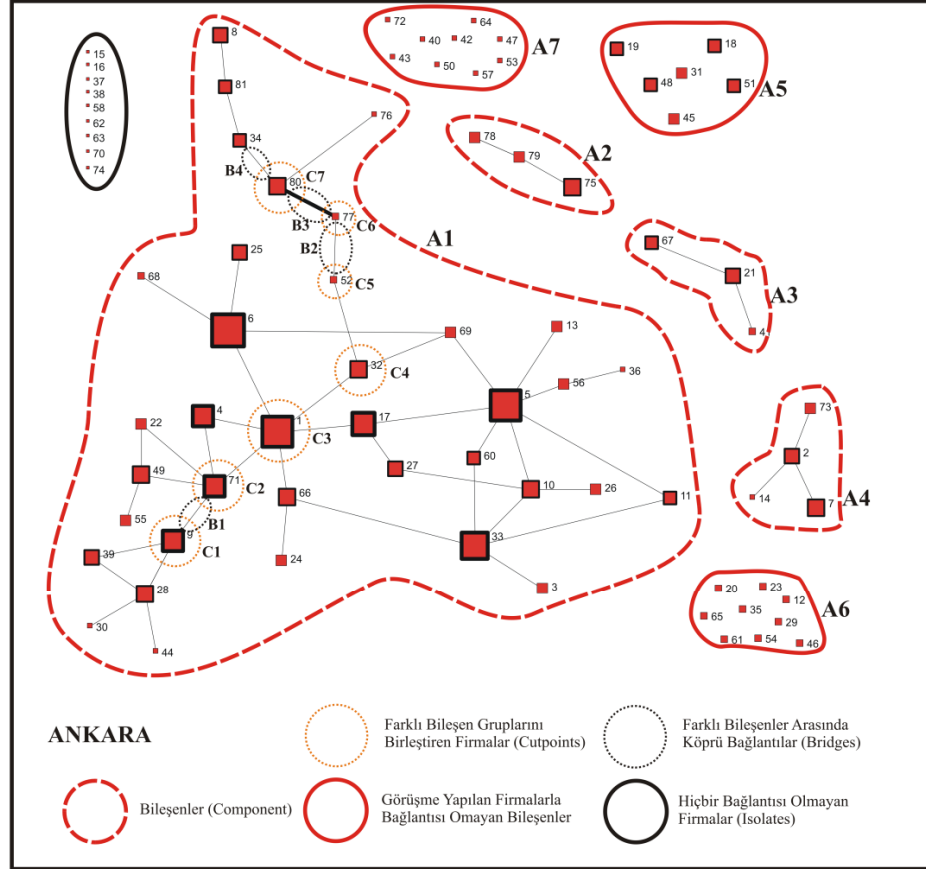 8
15
16
37
38
58
62
63
70
74
81
34
76
B4
C7
80
B3
77
C6
B2
C5
52
72
64
40
42
47
43
50
53
57
A7
19
18
31
48
51
45
A5
78
79
75
A2
A1
67
21
4
A3
25
68
6
69
13
32
C4
56
36
5
1
C3
17
4
22
49
71
C2
55
B1
9
C1
39
28
30
44
66
24
27
60
10
26
11
33
3
73
2
14
7
A4
20
23
12
65
35
29
61
54
46
A6
ANKARA
Farklı Bileşen Gruplarını
Birleştiren Firmalar (Cutpoints)
Farklı Bileşenler Arasında
Köprü Bağlantılar (Bridges)
Bileşenler (Component)
Görüşme Yapılan Firmalarla
Bağlantısı Omayan Bileşenler
Hiçbir Bağlantısı Olmayan
Firmalar (Isolates)